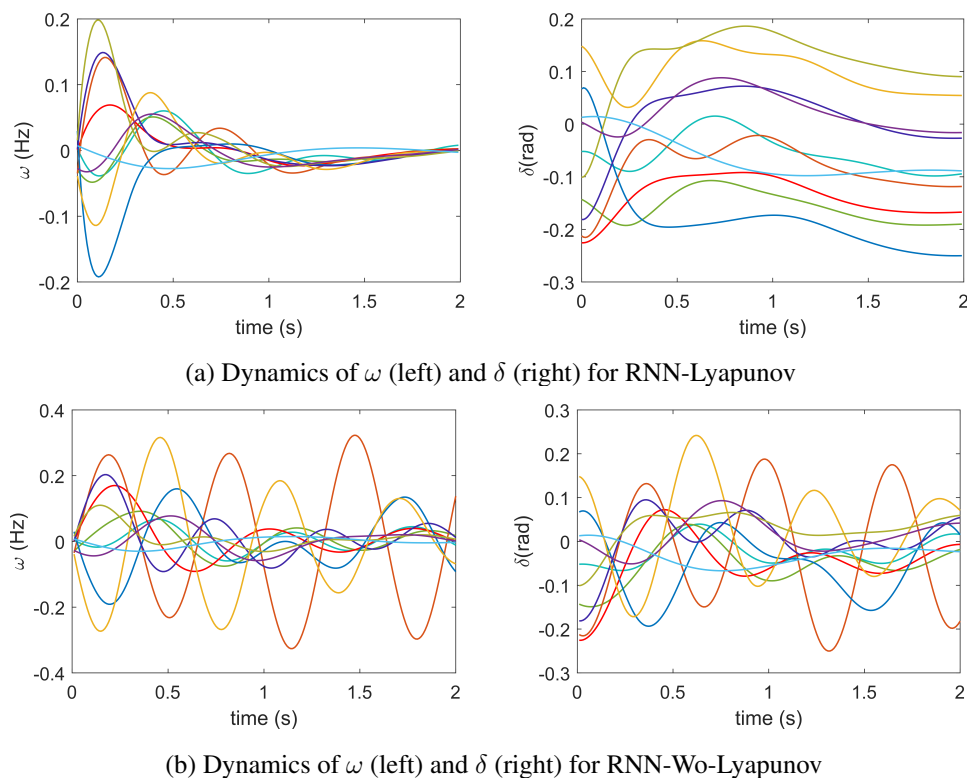 0.2
0.1
0
-0.1
-0.2
ω (Hz)
0 0.5 1 1.5 2
time (s)
0.2
0.1
0
-0.1
-0.2
-0.3
δ(rad)
0 0.5 1 1.5 2
time (s)
(a) Dynamics of ω (left) and δ (right) for RNN-Lyapunov
0.4
0.2
0
-0.2
-0.4
ω (Hz)
0 0.5 1 1.5 2
time (s)
0.3
0.2
0.1
0
-0.1
-0.2
-0.3
δ(rad)
0 0.5 1 1.5 2
time (s)
(b) Dynamics of ω (left) and δ (right) for RNN-Wo-Lyapunov